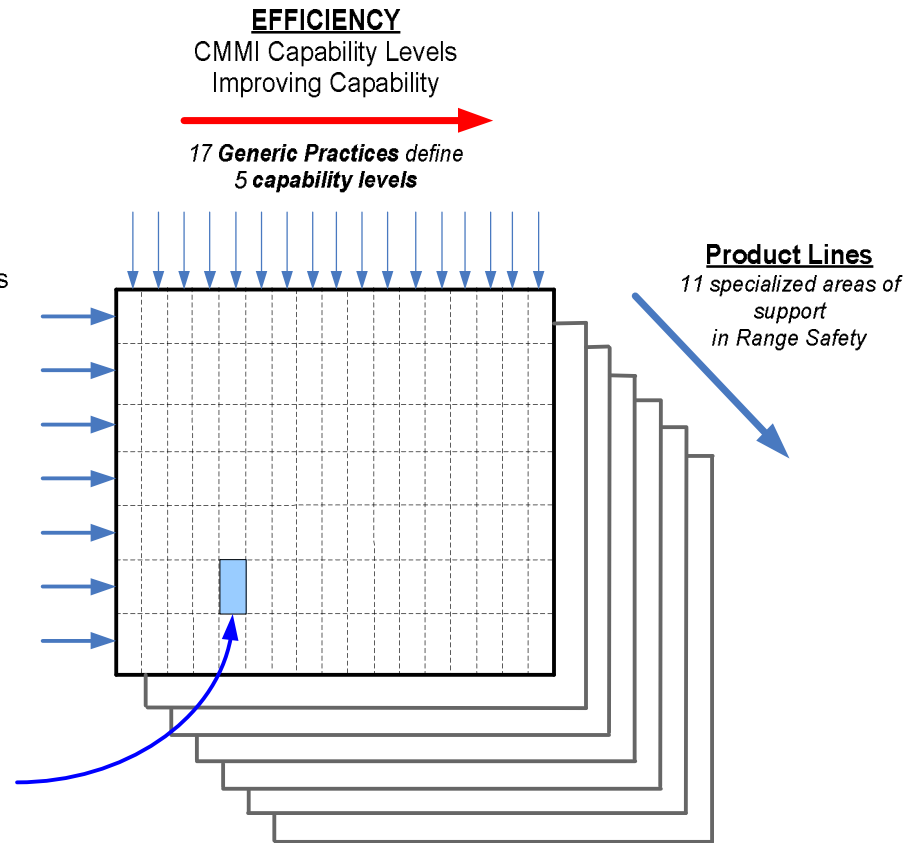 EFFICIENCY
CMMI Capability Levels
Improving Capability
17 Generic Practices define
5 capability levels
Product Lines
11 specialized areas of
support
in Range Safety
s